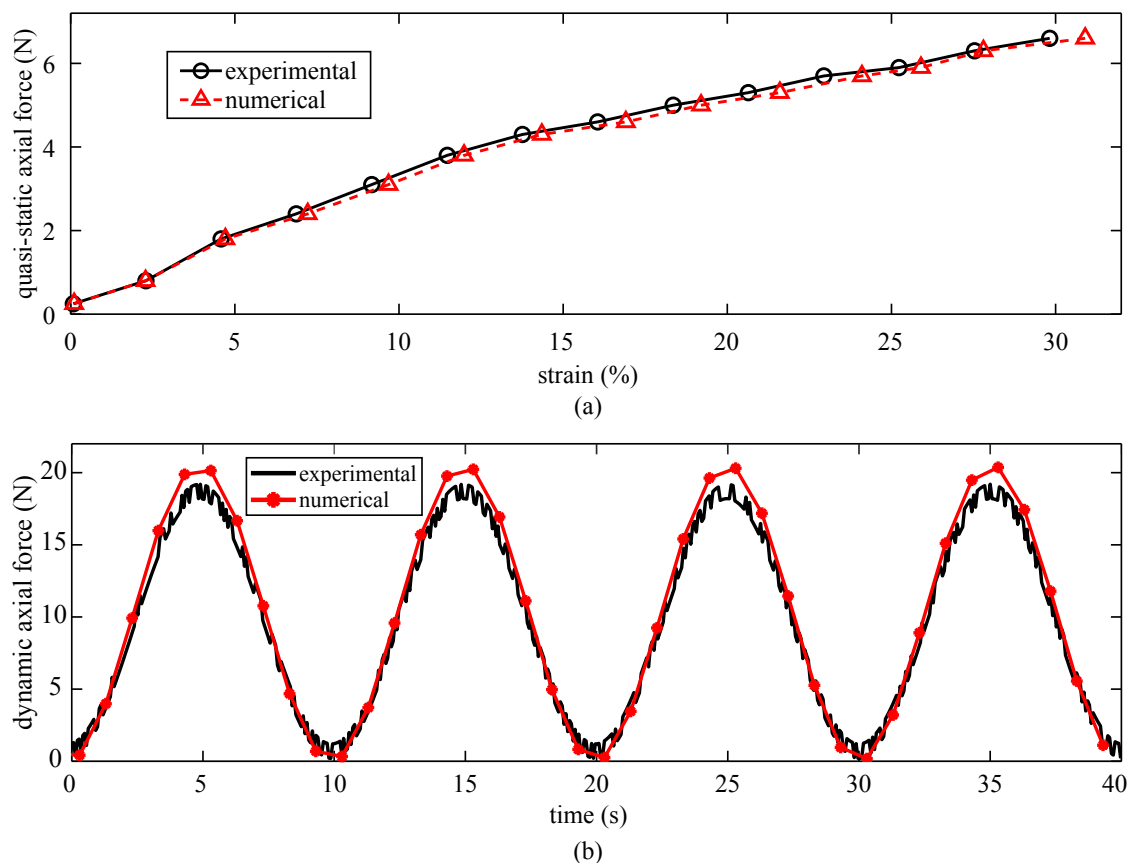 quasi-static axial force (N)
6
4
2
0
experimental
numerical
0 5 10 15 20 25 30
strain (%)
(a)
dynamic axial force (N)
20
15
10
5
0
experimental
numerical
0 5 10 15 20 25 30 35 40
time (s)
(b)